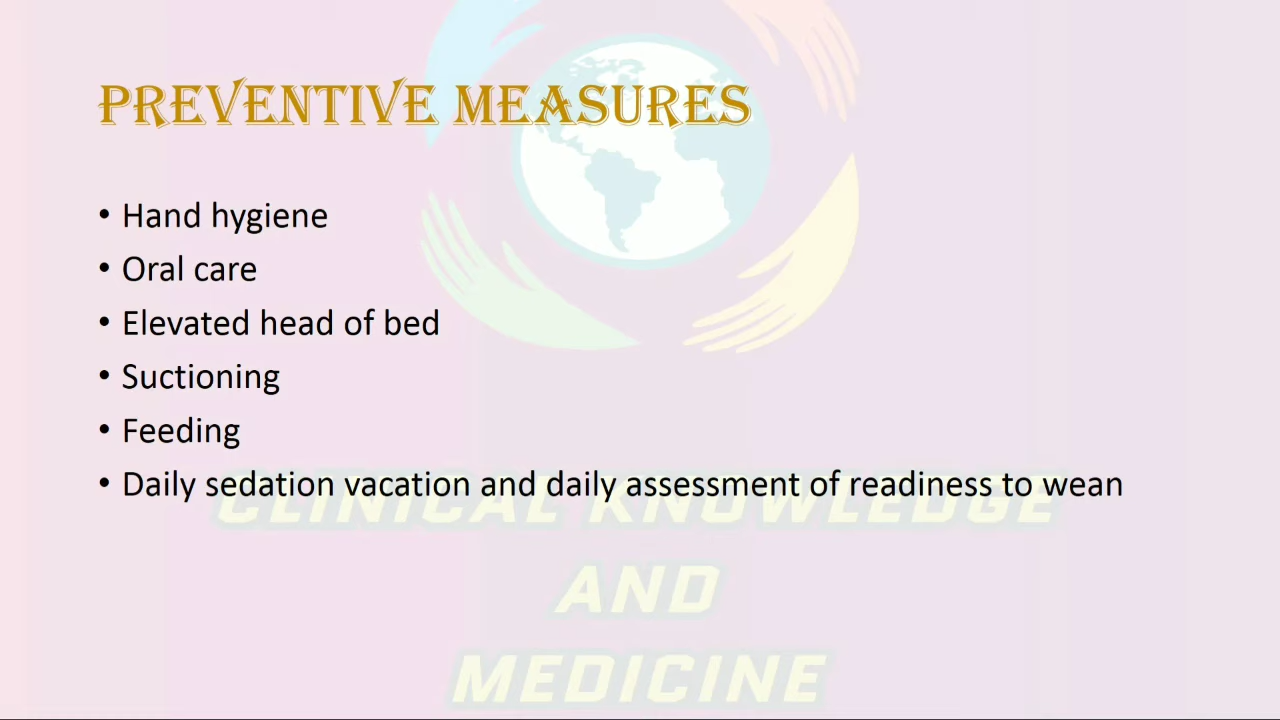 PREVENTIVE MEASURES
• Hand hygiene
• Oral care
• Elevated head of bed
• Suctioning
• Feeding
• Daily sedation vacation and daily assessment of readiness to wean
CLINICAL KNOWLEDGE
AND
MEDICINE